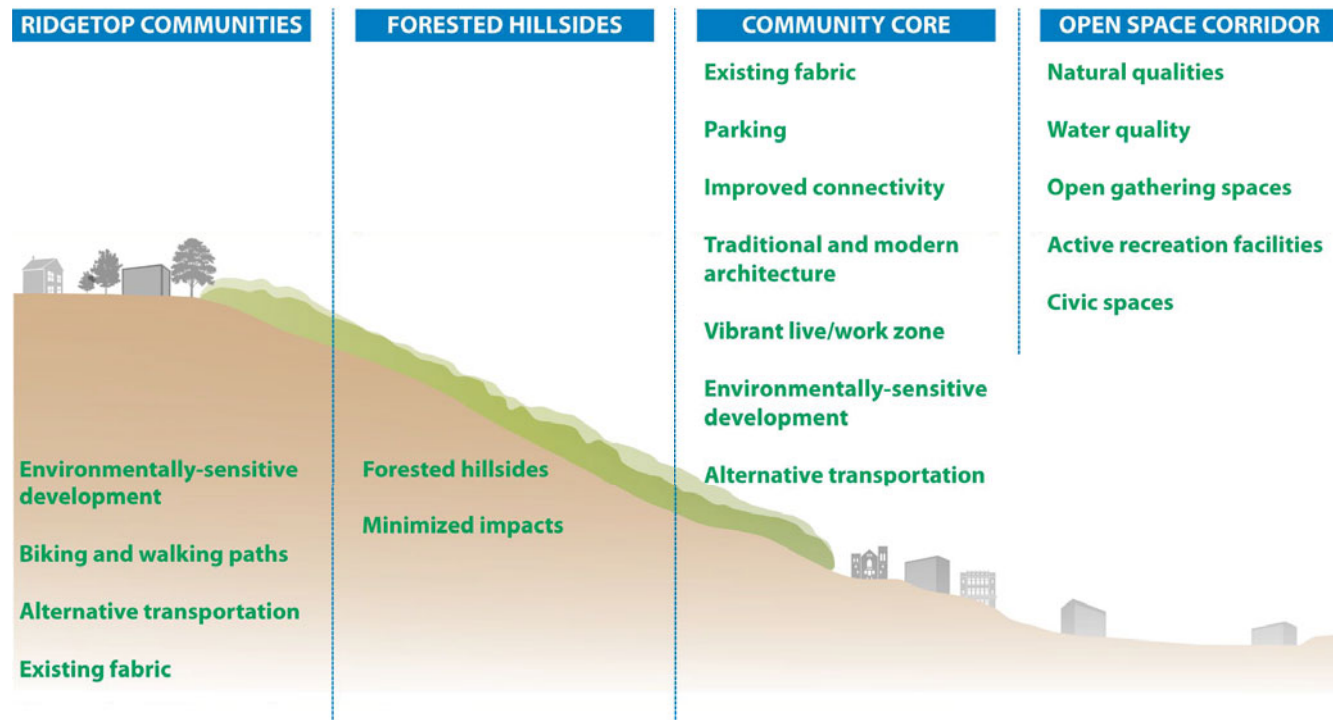 RIDGETOP COMMUNITIES
Environmentally-sensitive
development
Biking and walking paths
Alternative transportation
Existing fabric
FORESTED HILLSIDES
Forested hillsides
Minimized impacts
COMMUNITY CORE
Existing fabric
Parking
Improved connectivity
Traditional and modern
architecture
Vibrant live/work zone
Environmentally-sensitive
development
Alternative transportation
OPEN SPACE CORRIDOR
Natural qualities
Water quality
Open gathering spaces
Active recreation facilities
Civic spaces